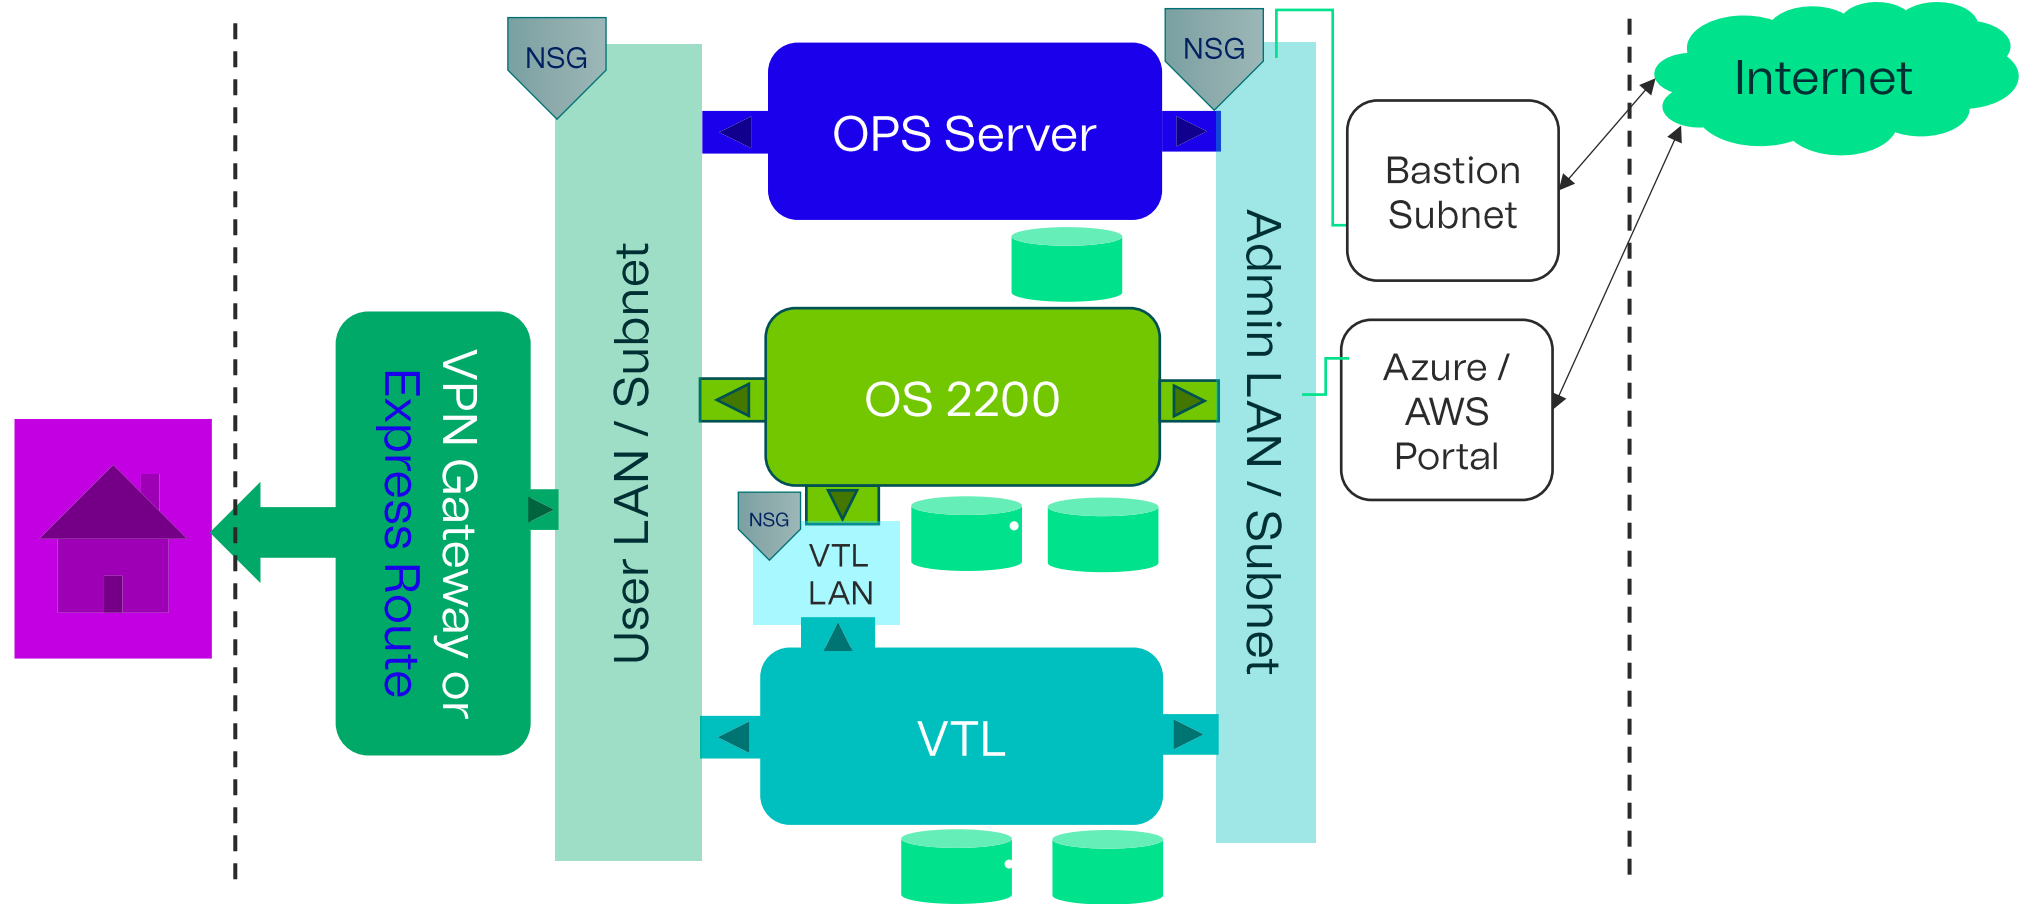 NSG
NSG
OPS Server
Internet
Bastion
Subnet
VPN Gateway or
Express Route
User LAN / Subnet
OS 2200
Admin LAN / Subnet
Azure /
AWS
Portal
NSG
VTL
LAN
VTL